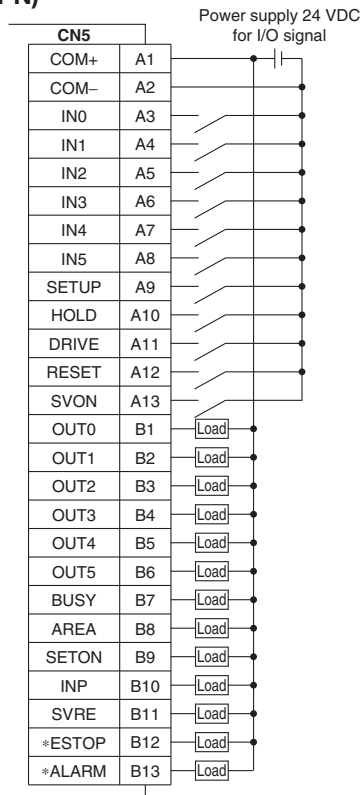 Power supply 24 VDC
for I/O signal
CN5
COM+ A1
COM− A2
IN0 A3
IN1 A4
IN2 A5
IN3 A6
IN4 A7
IN5 A8
SETUP A9
HOLD A10
DRIVE A11
RESET A12
SVON A13
OUT0 B1 Load
OUT1 B2 Load
OUT2 B3 Load
OUT3 B4 Load
OUT4 B5 Load
OUT5 B6 Load
BUSY B7 Load
AREA B8 Load
SETON B9 Load
INP B10 Load
SVRE B11 Load
*ESTOP B12 Load
*ALARM B13 Load